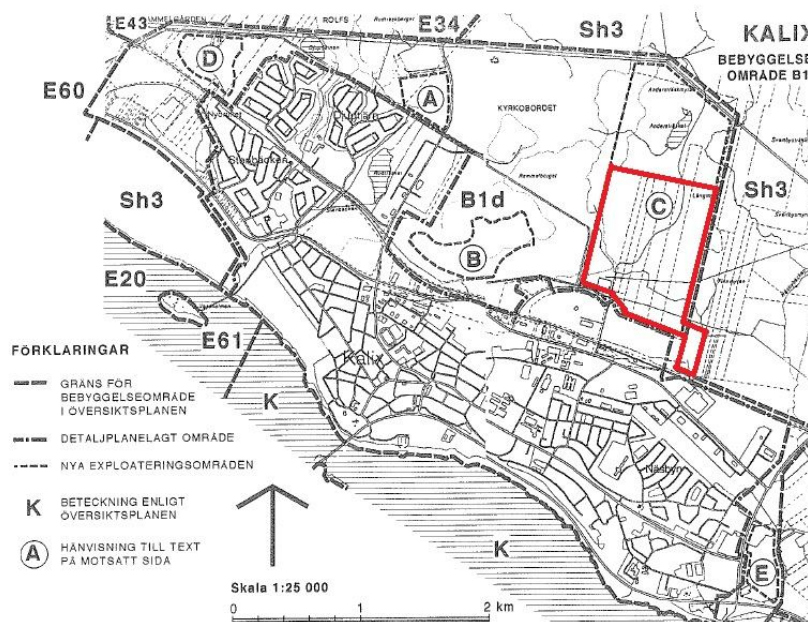 E43
E34
Sh3
KALIX
BEBYGGELSE
OMRÅDE B1
ROLFS
D
A
KYRKOBORDET
E60
Sh3
B1d
C
Sh3
B
E20
E61
Kalix
K
Näsbyn
K
E
FÖRKLARINGAR
GRÄNS FÖR
BEBYGGELSEOMRÅDE
I ÖVERSIKTSPLANEN
DETALJPLANELAGT OMRÅDE
NYA EXPLOATERINGSOMRÅDEN
K BETECKNING ENLIGT
ÖVERSIKTSPLANEN
A HÄNVISNING TILL TEXT
PÅ MOTSATT SIDA
Skala 1:25 000
0 1 2 km